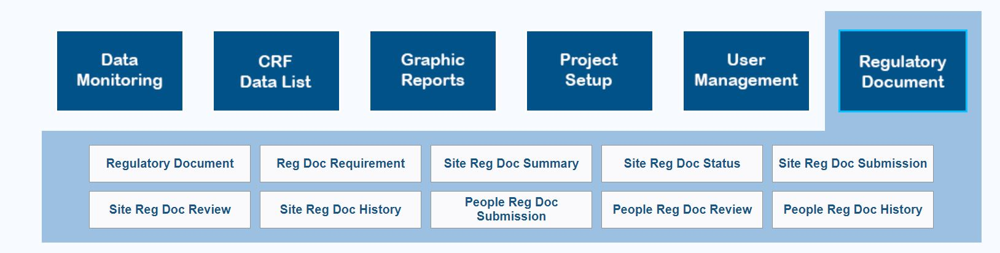 Data
Monitoring
CRF
Data List
Graphic
Reports
Project
Setup
User
Management
Regulatory
Document
Regulatory Document
Reg Doc Requirement
Site Reg Doc Summary
Site Reg Doc Status
Site Reg Doc Submission
Site Reg Doc Review
Site Reg Doc History
People Reg Doc
Submission
People Reg Doc Review
People Reg Doc History